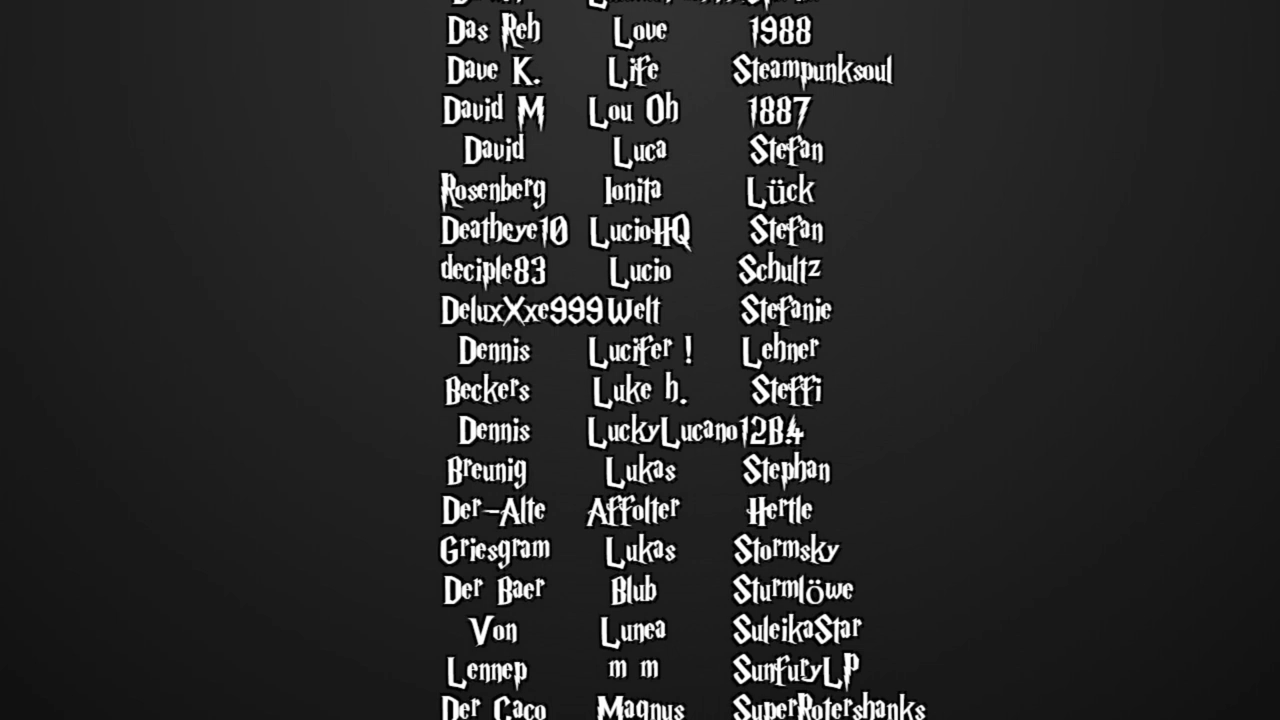 Das Reh Love 1988
Dave K. Life Steampunksoul
David M Lou Oh 1887
David Luca Stefan
Rosenberg Ionita Lück
Deatheye10 LucioHQ Stefan
deciple83 Lucio Schultz
DeluxXxe999 Welt Stefanie
Dennis Lucifer ! Lehner
Beckers Luke h. Steffi
Dennis LuckyLucano12B4
Breunig Lukas Stephan
Der-Alte Affolter Hertle
Griesgram Lukas Stormsky
Der Baer Blub Sturmlöwe
Von Lunea SuleikaStar
Lennep m m SunfuryLP
Der Caco Magnus SuperRotershanks